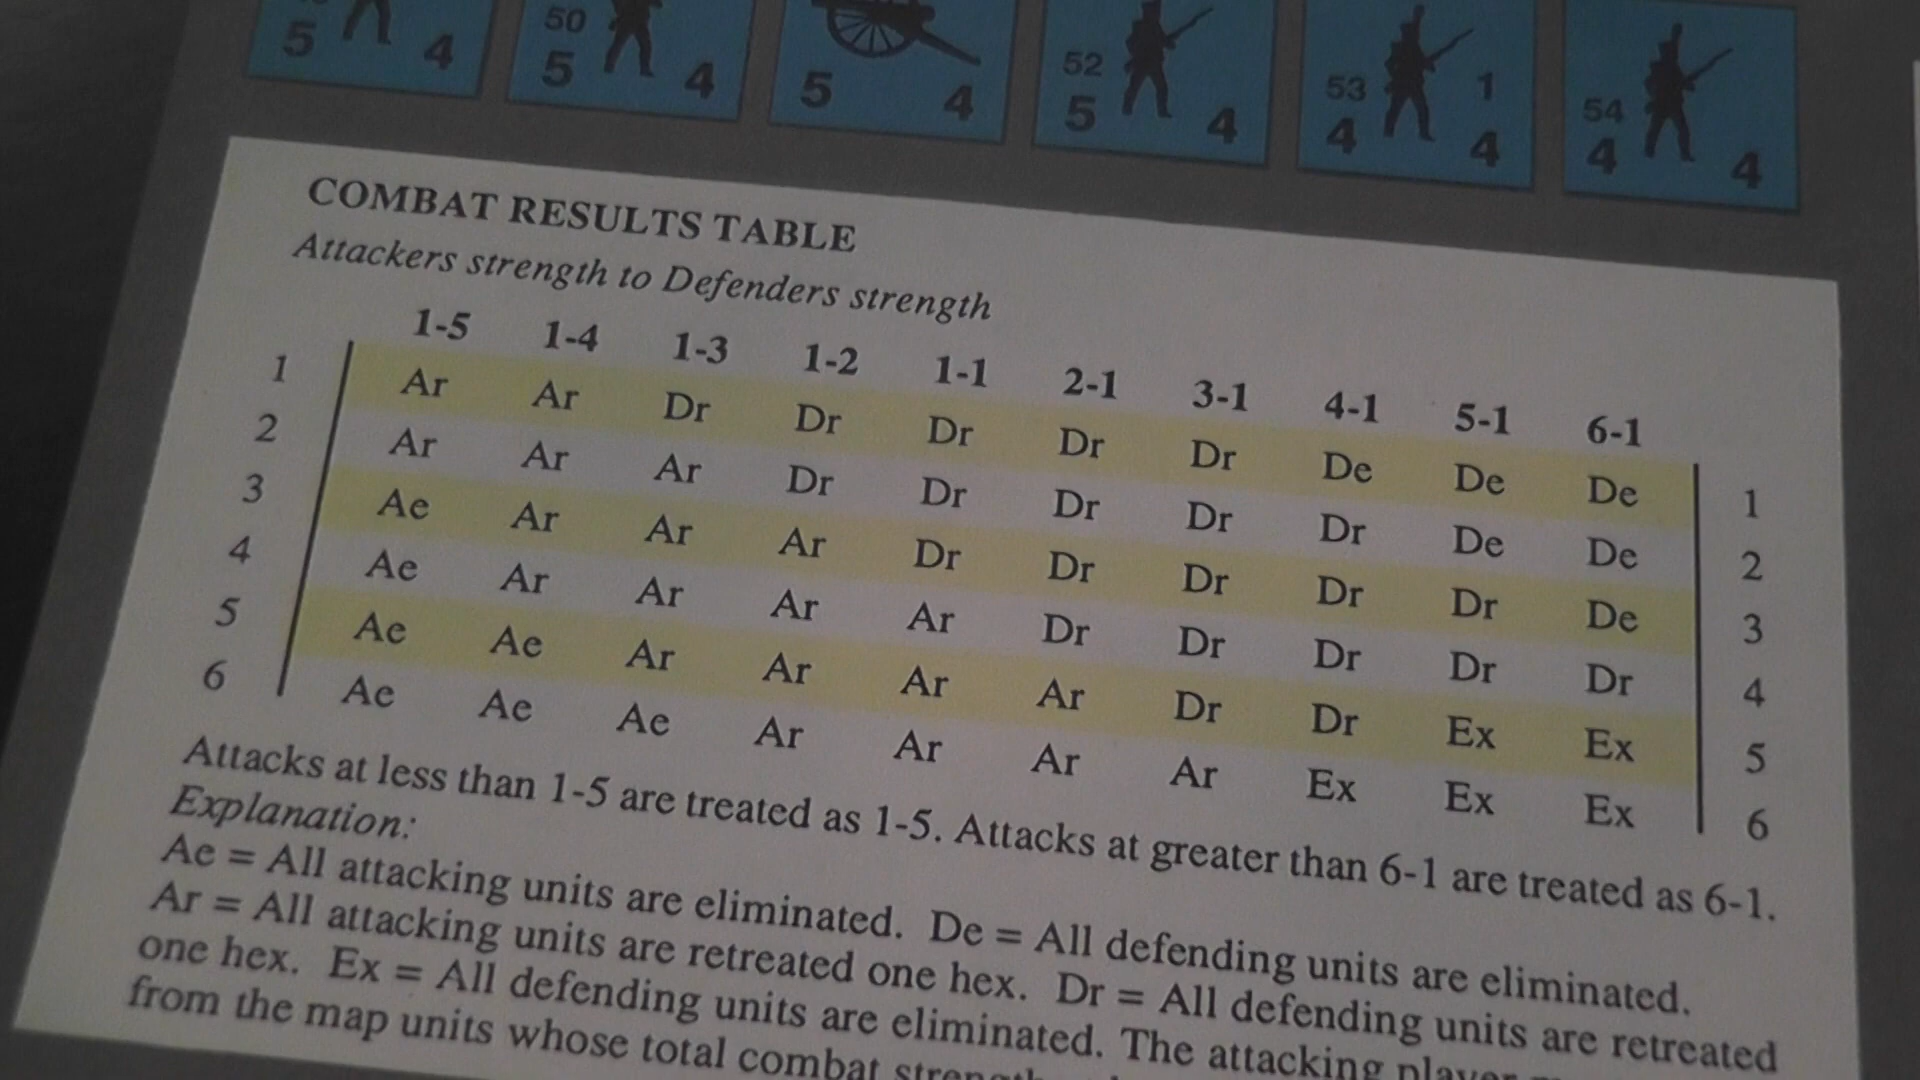 5 4 50 5 4 5 4 52 5 4 53 1 4 4 54 4 4
COMBAT RESULTS TABLE
Attackers strength to Defenders strength
1-5 1-4 1-3 1-2 1-1 2-1 3-1 4-1 5-1 6-1
1 Ar Ar Dr Dr Dr Dr Dr De De De 1
2 Ar Ar Ar Dr Dr Dr Dr Dr De De 2
3 Ae Ar Ar Ar Dr Dr Dr Dr Dr De 3
4 Ae Ar Ar Ar Ar Dr Dr Dr Dr Dr 4
5 Ae Ae Ar Ar Ar Ar Dr Dr Ex Ex 5
6 Ae Ae Ae Ar Ar Ar Ar Ex Ex Ex 6
Attacks at less than 1-5 are treated as 1-5. Attacks at greater than 6-1 are treated as 6-1.
Explanation:
Ae = All attacking units are eliminated. De = All defending units are eliminated.
Ar = All attacking units are retreated one hex. Dr = All defending units are retreated
one hex. Ex = All defending units are eliminated. The attacking player
from the map units whose total combat